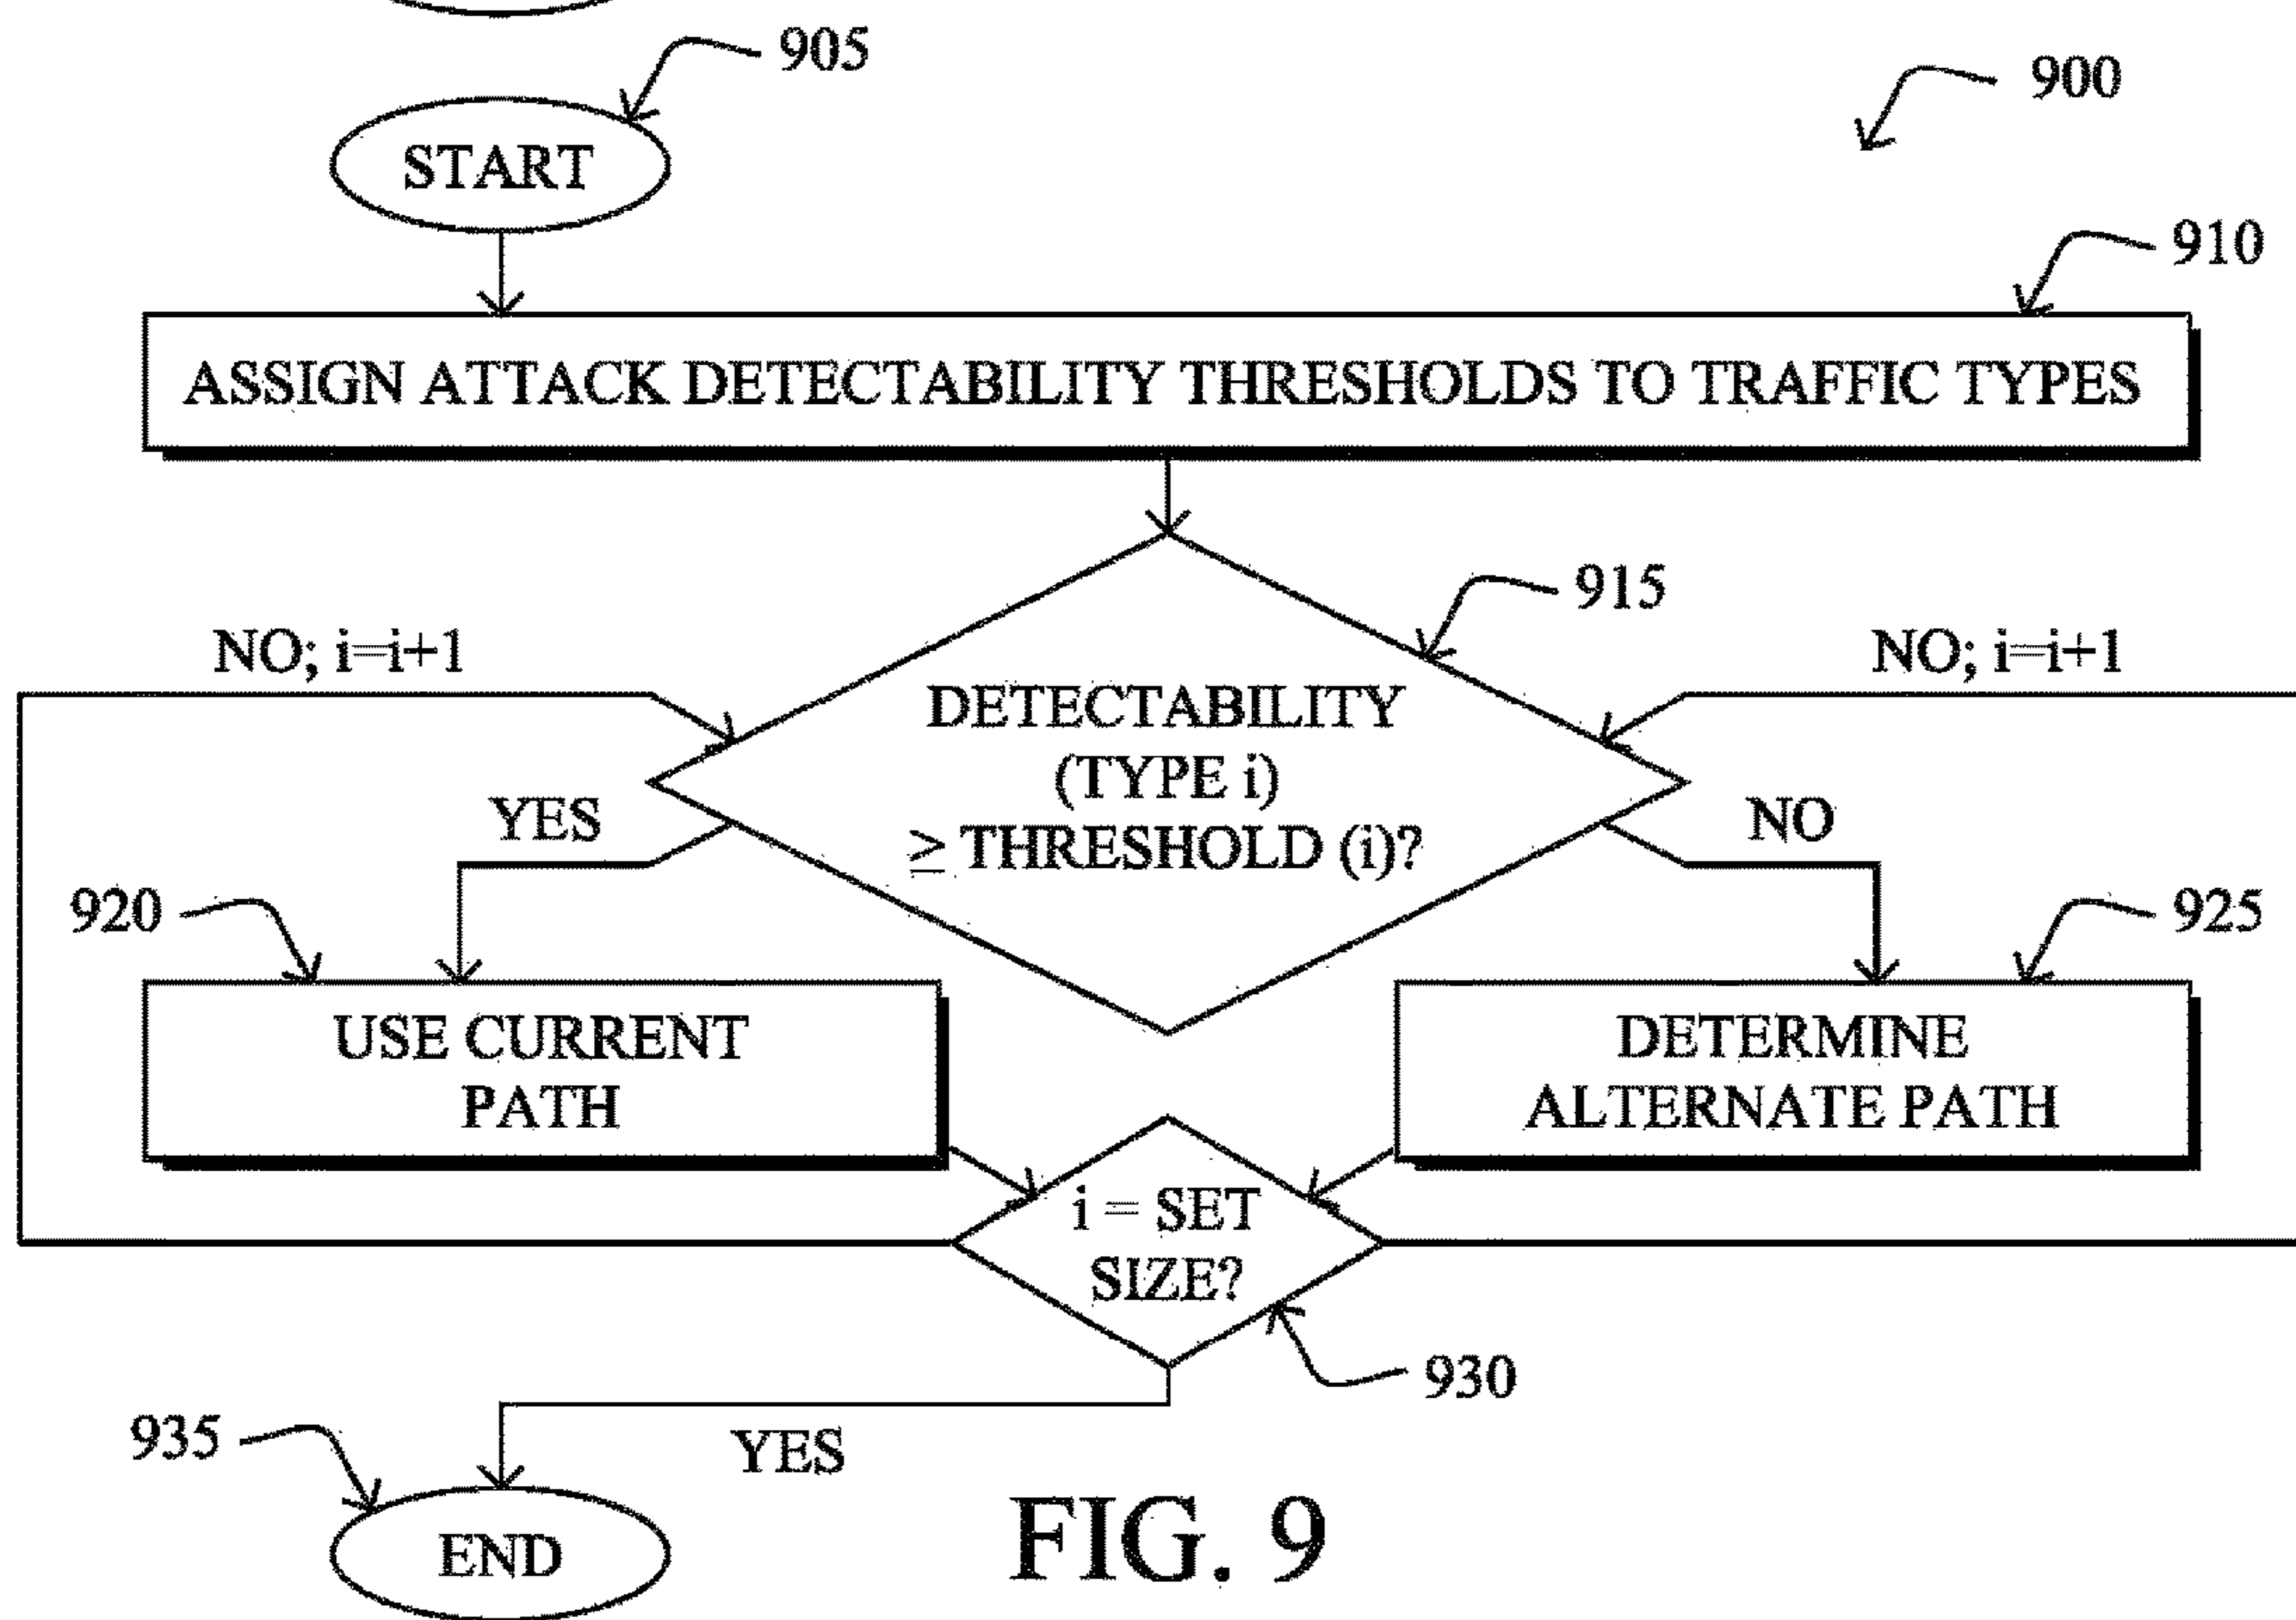 905
900
START
910
ASSIGN ATTACK DETECTABILITY THRESHOLDS TO TRAFFIC TYPES
915
NO; i=i+1
NO; i=i+1
DETECTABILITY
(TYPE i)
≥ THRESHOLD (i)?
YES
NO
920
925
USE CURRENT
PATH
DETERMINE
ALTERNATE PATH
i = SET
SIZE?
930
935
YES
END
FIG. 9